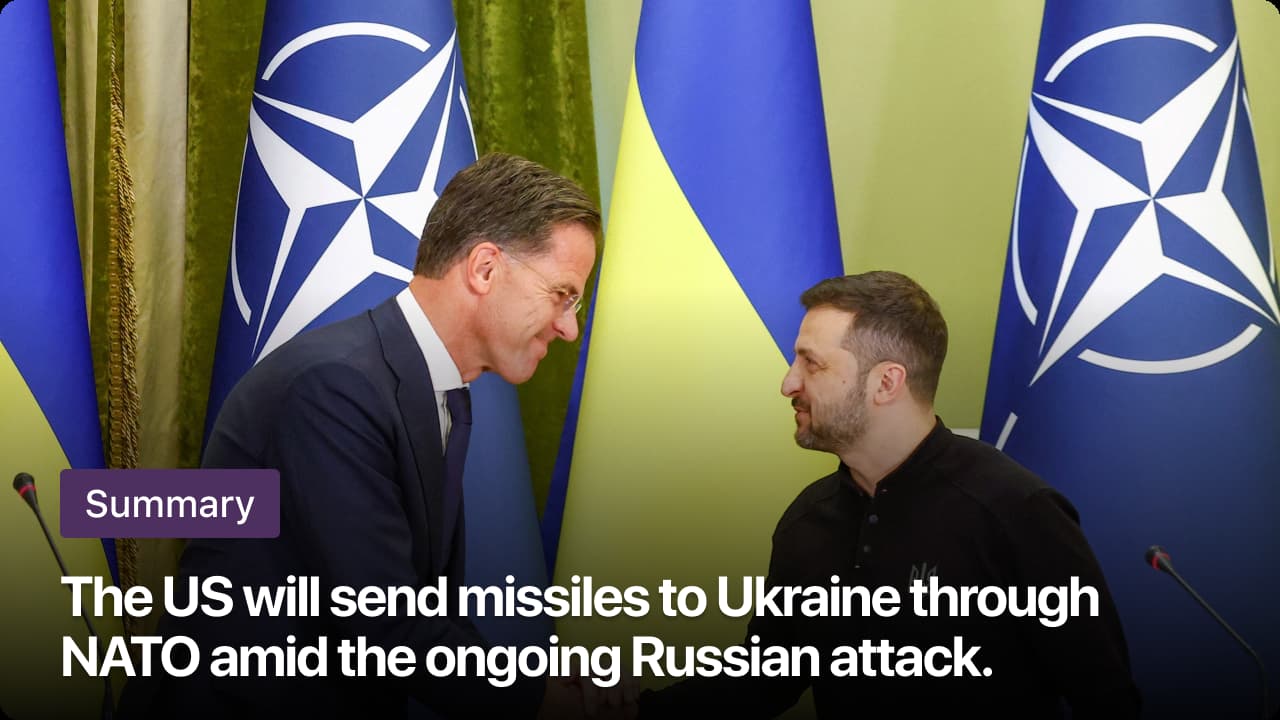 Summary
The US will send missiles to Ukraine through
NATO amid the ongoing Russian attack.